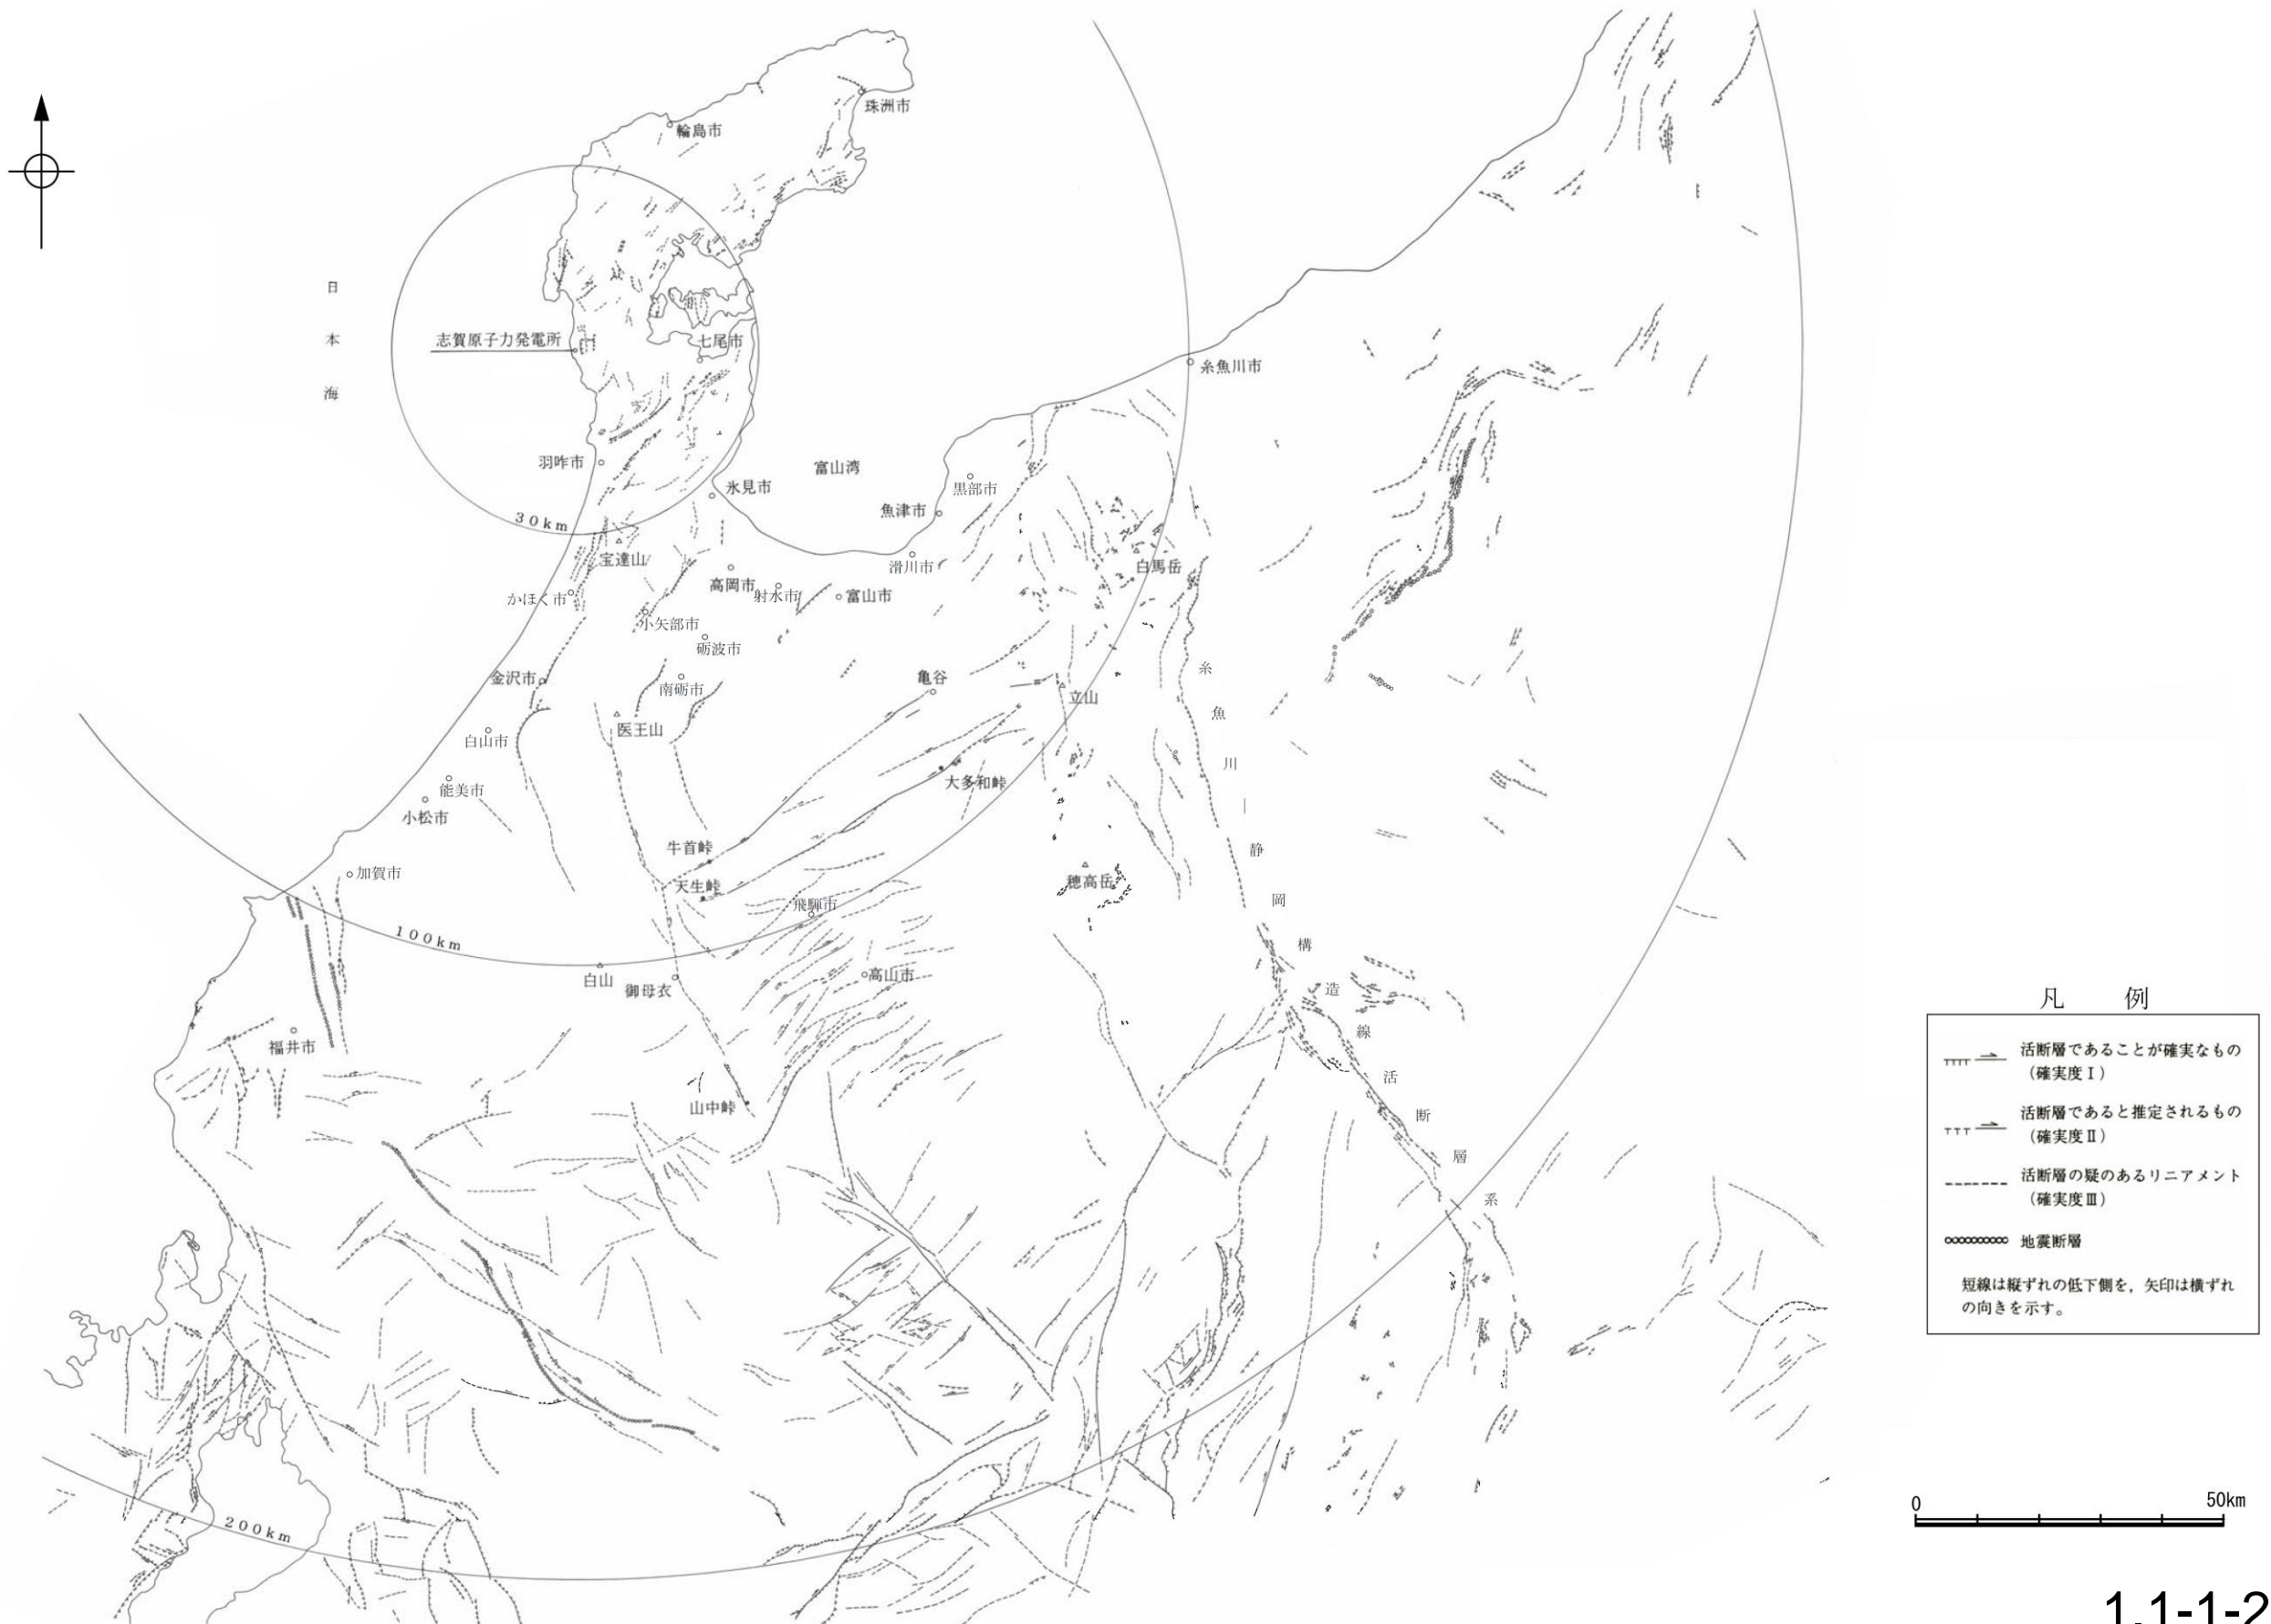 珠洲市
輪島市
日本海
志賀原子力発電所
七尾市
糸魚川市
羽咋市
富山湾
氷見市
黒部市
魚津市
30km
宝達山
白馬岳
滑川市
高岡市
射水市
富山市
かほく市
小矢部市
砺波市
金沢市
南砺市
亀谷
立山
医王山
白山市
大多和峠
能美市
小松市
牛首峠
加賀市
天生峠
穂高岳
飛騨市
100km
白山
御母衣
高山市
福井市
山中峠
糸魚川―静岡構造線活断層系
200km
凡 例
活断層であることが確実なもの
(確実度Ⅰ)
活断層であると推定されるもの
(確実度Ⅱ)
活断層の疑のあるリニアメント
(確実度Ⅲ)
地震断層
短線は縦ずれの低下側を,矢印は横ずれ
の向きを示す。
0 50km
1.1-1-2